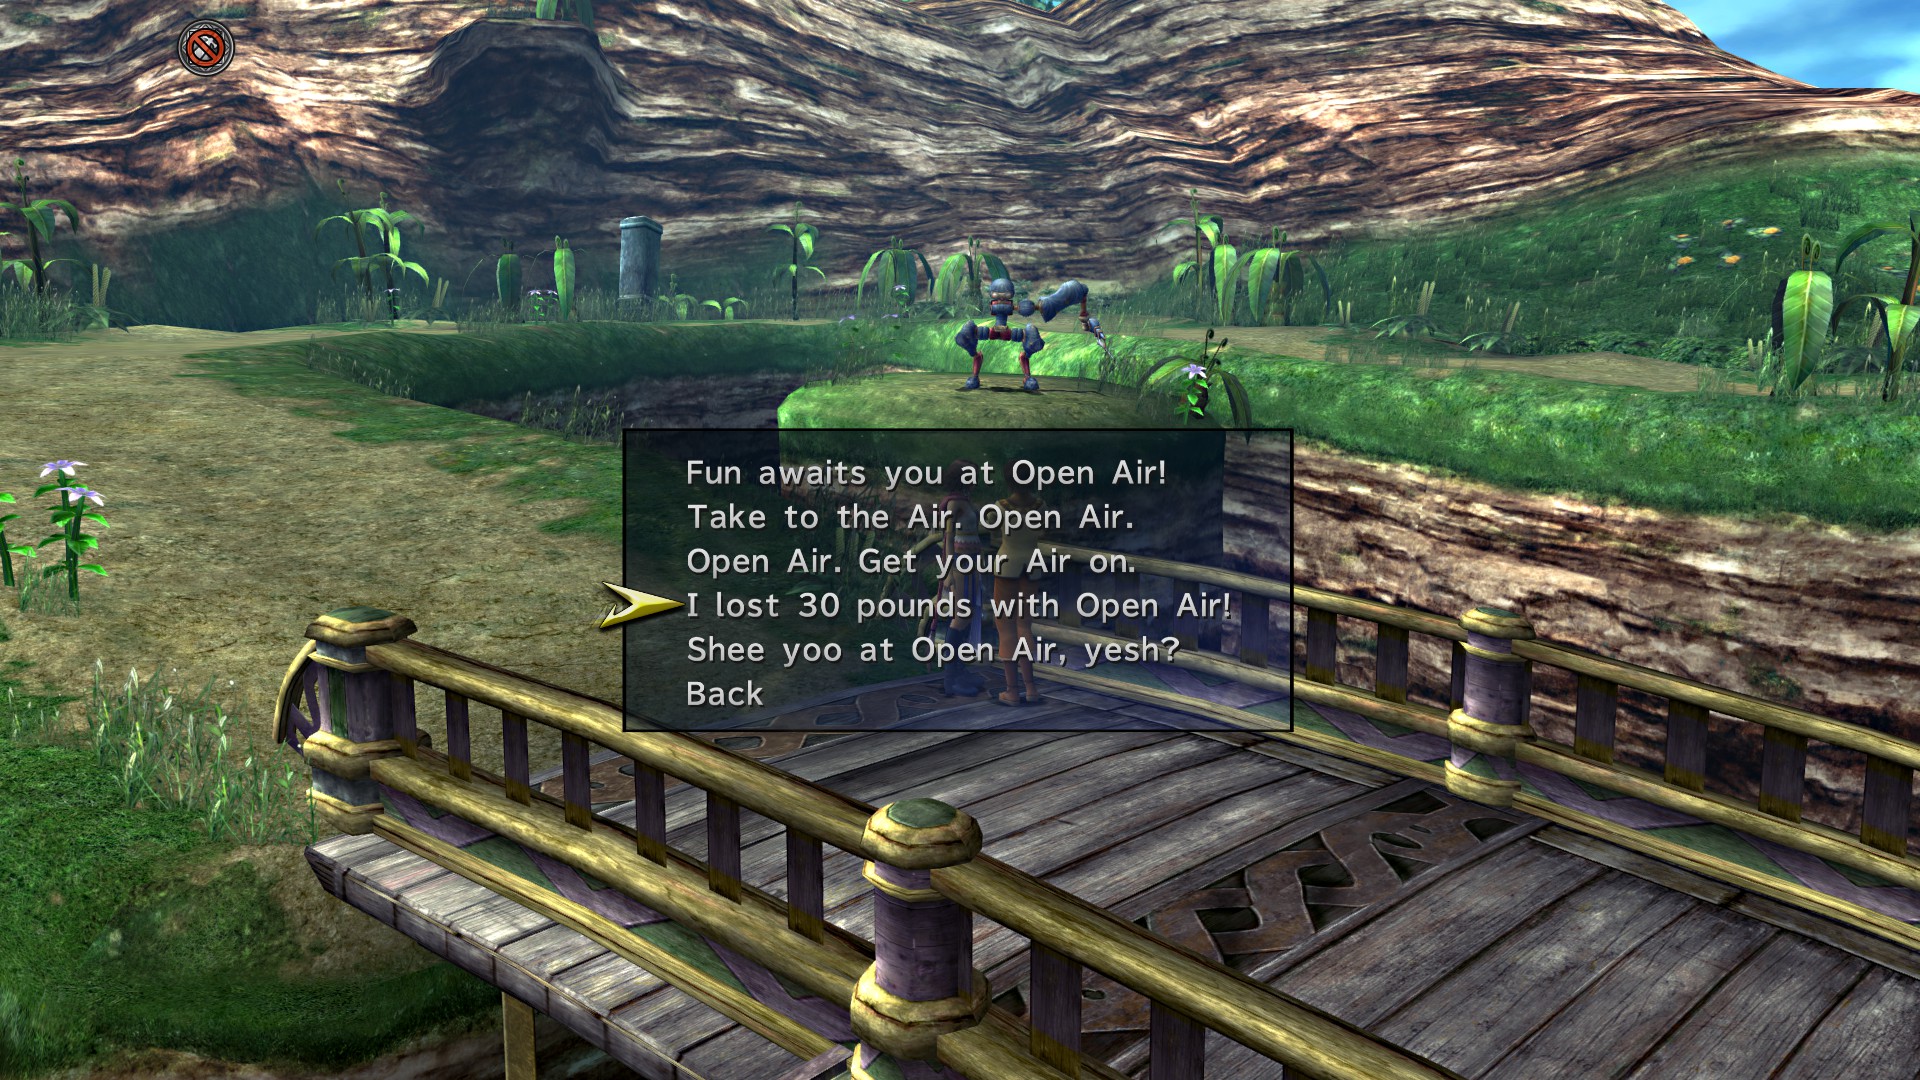 Fun awaits you at Open Air!
Take to the Air. Open Air.
Open Air. Get your Air on.
I lost 30 pounds with Open Air!
Shee yoo at Open Air, yesh?
Back